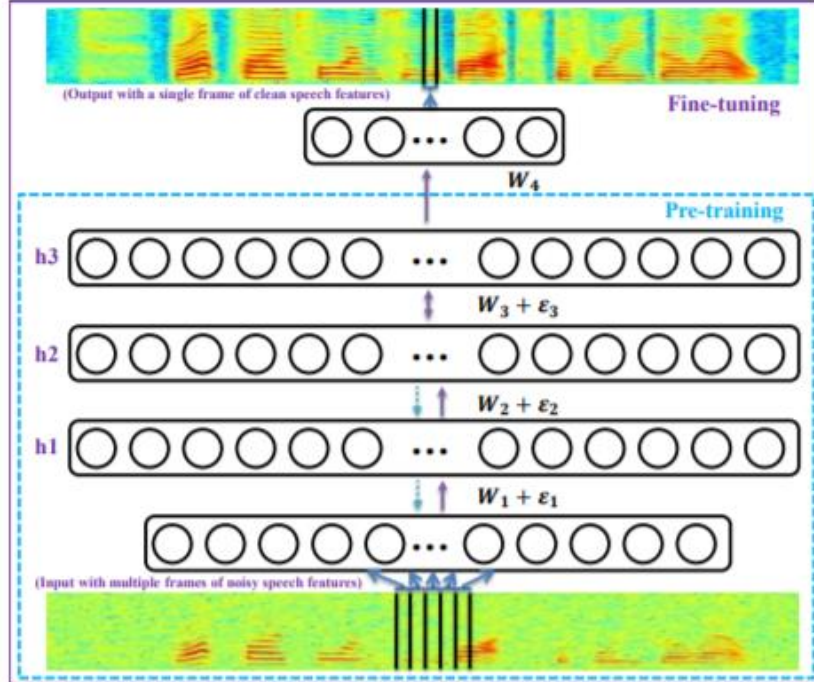 (Output with a single frame of clean speech features)
Fine-tuning
W₄
Pre-training
h3
W₃ + ε₃
h2
W₂ + ε₂
h1
W₁ + ε₁
(Input with multiple frames of noisy speech features)